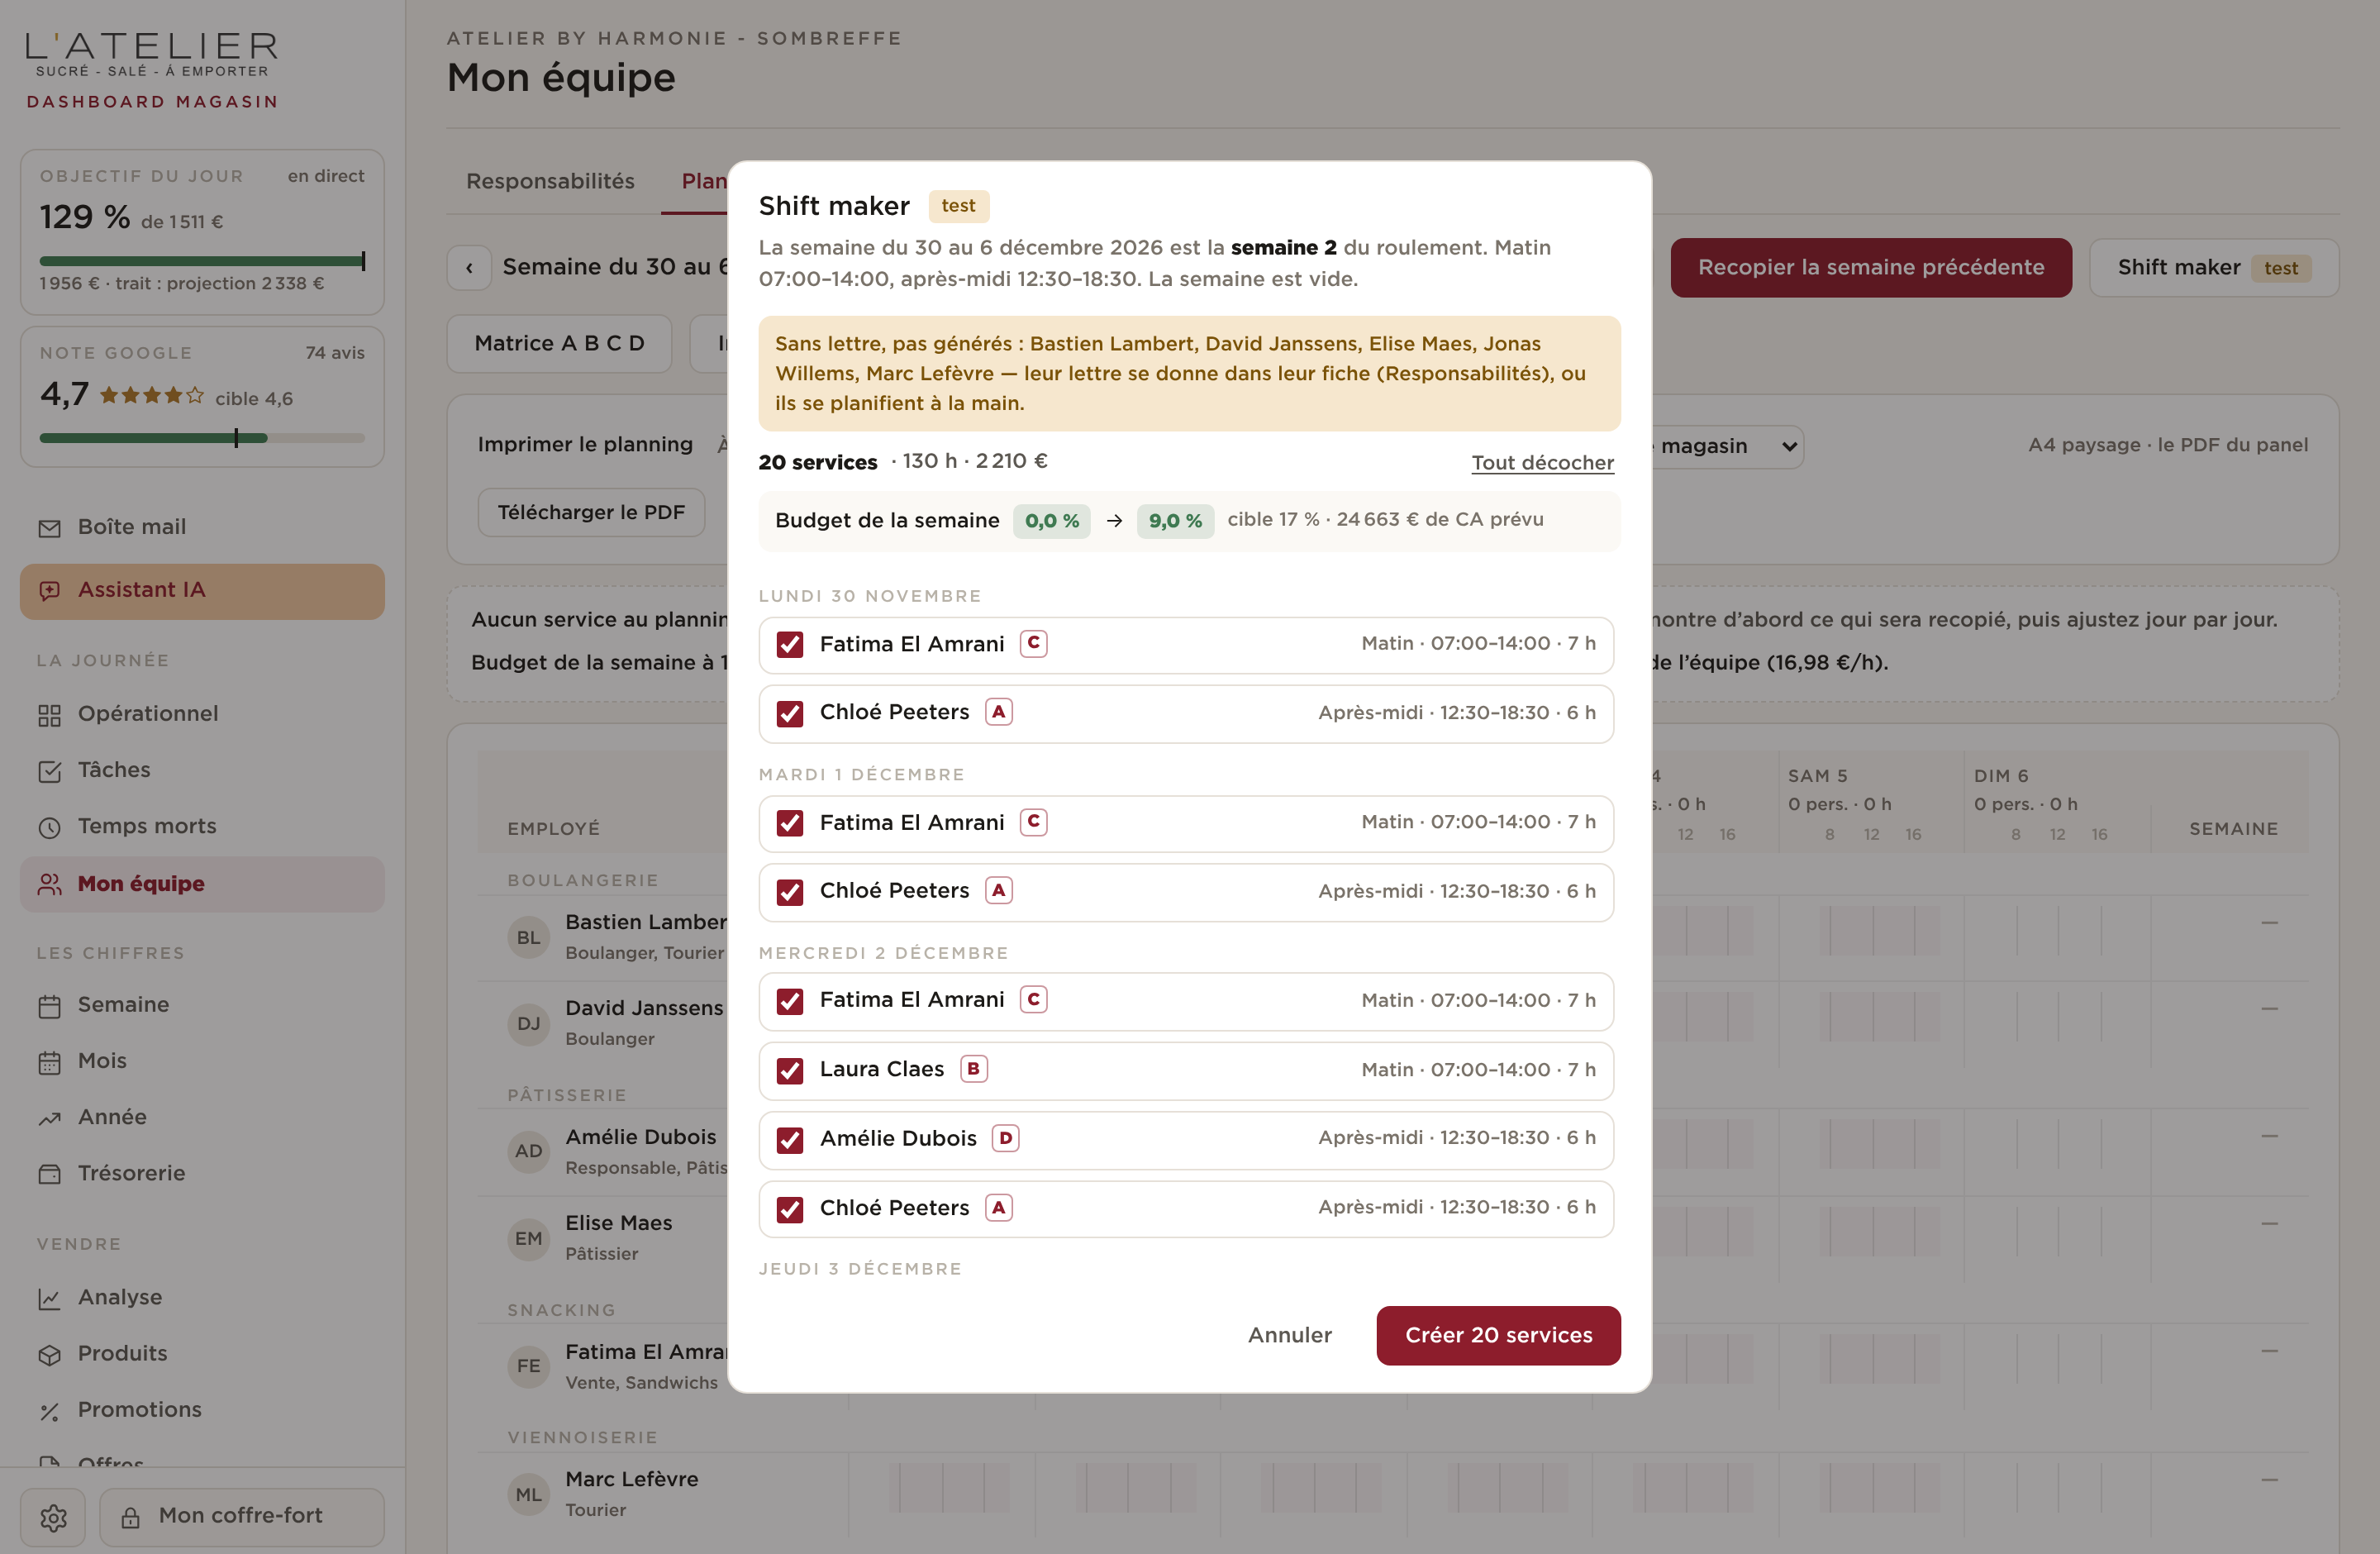 L'ATELIER
SUCRÉ - SALÉ - Á EMPORTER
DASHBOARD MAGASIN
OBJECTIF DU JOUR en direct
129 % de 1 511 €
1 956 € · trait : projection 2 338 €
NOTE GOOGLE 74 avis
4,7 cible 4,6
Boîte mail
Assistant IA
LA JOURNÉE
Opérationnel
Tâches
Temps morts
Mon équipe
LES CHIFFRES
Semaine
Mois
Année
Trésorerie
VENDRE
Analyse
Produits
Promotions
Offres
Mon coffre-fort
ATELIER BY HARMONIE - SOMBREFFE
Mon équipe
Responsabilités
‹ Semaine du 30 au 6
Recopier la semaine précédente
Shift maker test
Matrice A B C D
Imprimer le planning
magasin
A4 paysage · le PDF du panel
Télécharger le PDF
Aucun service au
montre d’abord ce qui sera recopié, puis ajustez jour par jour.
Budget de la semaine à
de l’équipe (16,98 €/h).
EMPLOYÉ
4
· 0 h
12 16
SAM 5
0 pers. · 0 h
8 12 16
DIM 6
0 pers. · 0 h
8 12 16
SEMAINE
BOULANGERIE
BL Bastien
Boulanger, Tourier
—
DJ David Janssens
Boulanger
—
PÂTISSERIE
AD Amélie Dubois
Responsable,
—
EM Elise Maes
Pâtissier
—
SNACKING
FE Fatima El
Vente, Sandwichs
—
VIENNOISERIE
ML Marc Lefèvre
Tourier
—
Shift maker test
La semaine du 30 au 6 décembre 2026 est la semaine 2 du roulement. Matin
07:00–14:00, après-midi 12:30–18:30. La semaine est vide.
Sans lettre, pas générés : Bastien Lambert, David Janssens, Elise Maes, Jonas
Willems, Marc Lefèvre — leur lettre se donne dans leur fiche (Responsabilités), ou
ils se planifient à la main.
20 services · 130 h · 2 210 € Tout décocher
Budget de la semaine 0,0 % → 9,0 % cible 17 % · 24 663 € de CA prévu
LUNDI 30 NOVEMBRE
Fatima El Amrani C Matin · 07:00–14:00 · 7 h
Chloé Peeters A Après-midi · 12:30–18:30 · 6 h
MARDI 1 DÉCEMBRE
Fatima El Amrani C Matin · 07:00–14:00 · 7 h
Chloé Peeters A Après-midi · 12:30–18:30 · 6 h
MERCREDI 2 DÉCEMBRE
Fatima El Amrani C Matin · 07:00–14:00 · 7 h
Laura Claes B Matin · 07:00–14:00 · 7 h
Amélie Dubois D Après-midi · 12:30–18:30 · 6 h
Chloé Peeters A Après-midi · 12:30–18:30 · 6 h
JEUDI 3 DÉCEMBRE
Annuler
Créer 20 services